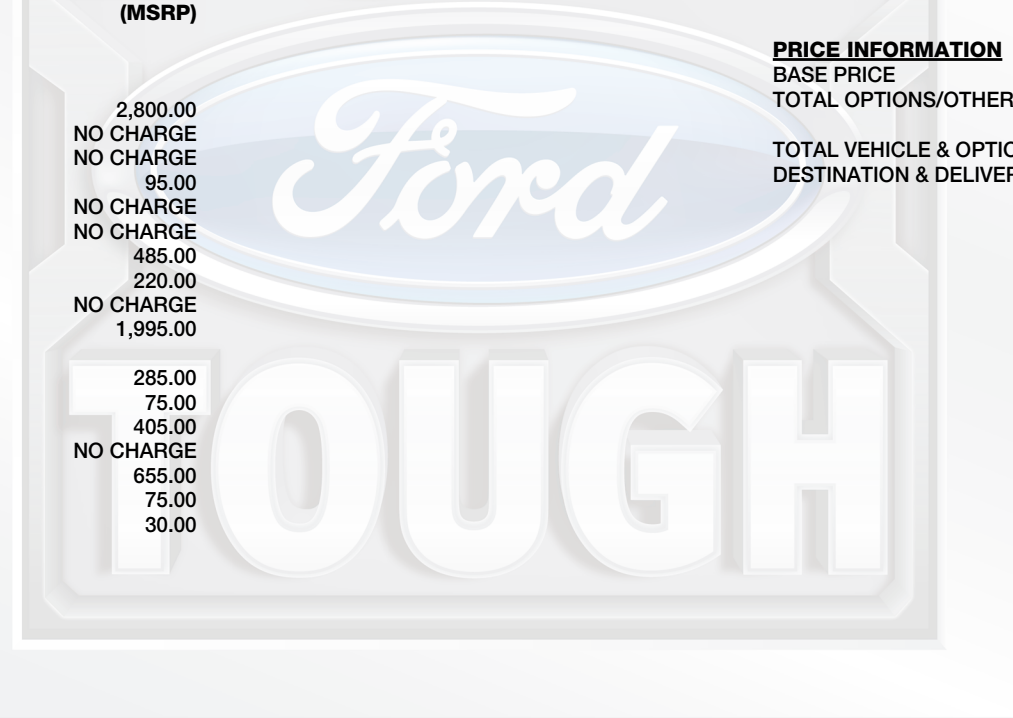 (MSRP)
2,800.00
NO CHARGE
NO CHARGE
95.00
NO CHARGE
NO CHARGE
485.00
220.00
NO CHARGE
1,995.00
285.00
75.00
405.00
NO CHARGE
655.00
75.00
30.00
PRICE INFORMATION
BASE PRICE
TOTAL OPTIONS/OTHER
TOTAL VEHICLE & OPTIO
DESTINATION & DELIVER
Ford
TOUGH